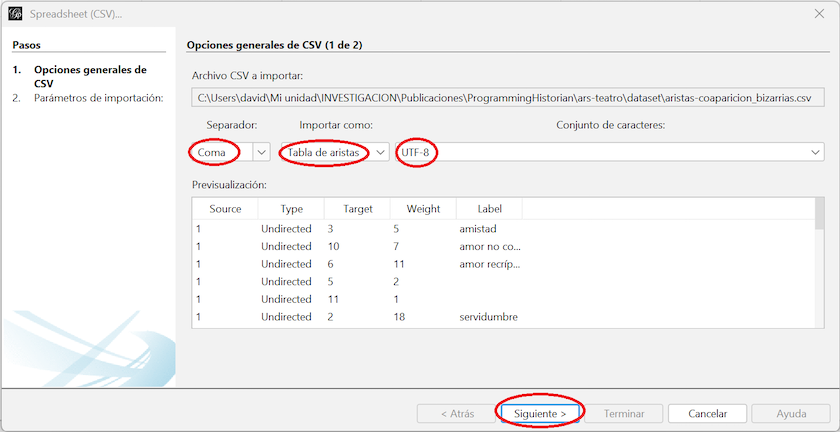 Spreadsheet (CSV)...
Pasos
1. Opciones generales de
CSV
2. Parámetros de importación:
Opciones generales de CSV (1 de 2)
Archivo CSV a importar:
C:\Users\david\Mi unidad\INVESTIGACION\Publicaciones\ProgrammingHistorian\ars-teatro\dataset\aristas-coaparicion_bizarrias.csv
Separador: Importar como: Conjunto de caracteres:
Coma Tabla de aristas UTF-8
Previsualización:
Source Type Target Weight Label
1 Undirected 3 5 amistad
1 Undirected 10 7 amor no co...
1 Undirected 6 11 amor recríp...
1 Undirected 5 2
1 Undirected 11 1
1 Undirected 2 18 servidumbre
< Atrás Siguiente > Terminar Cancelar Ayuda